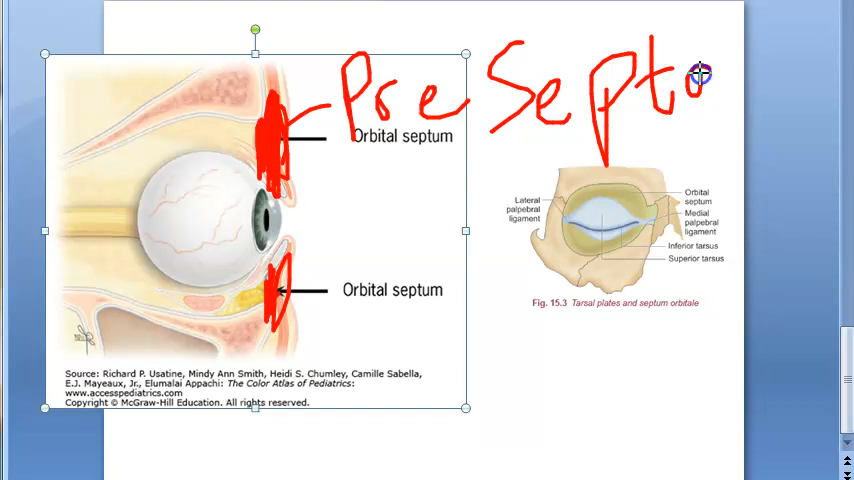 Pre Septa
Orbital septum
Orbital septum
Source: Richard P. Usatine, Mindy Ann Smith, Heidi S. Chumley, Camille Sabella,
E.J. Mayeaux, Jr., Elumalai Appachi: The Color Atlas of Pediatrics:
www.accesspediatrics.com
Copyright © McGraw-Hill Education. All rights reserved.
Lateral
palpebral
ligament
Orbital
septum
Medial
palpebral
ligament
Inferior tarsus
Superior tarsus
Fig. 15.3 Tarsal plates and septum orbitale